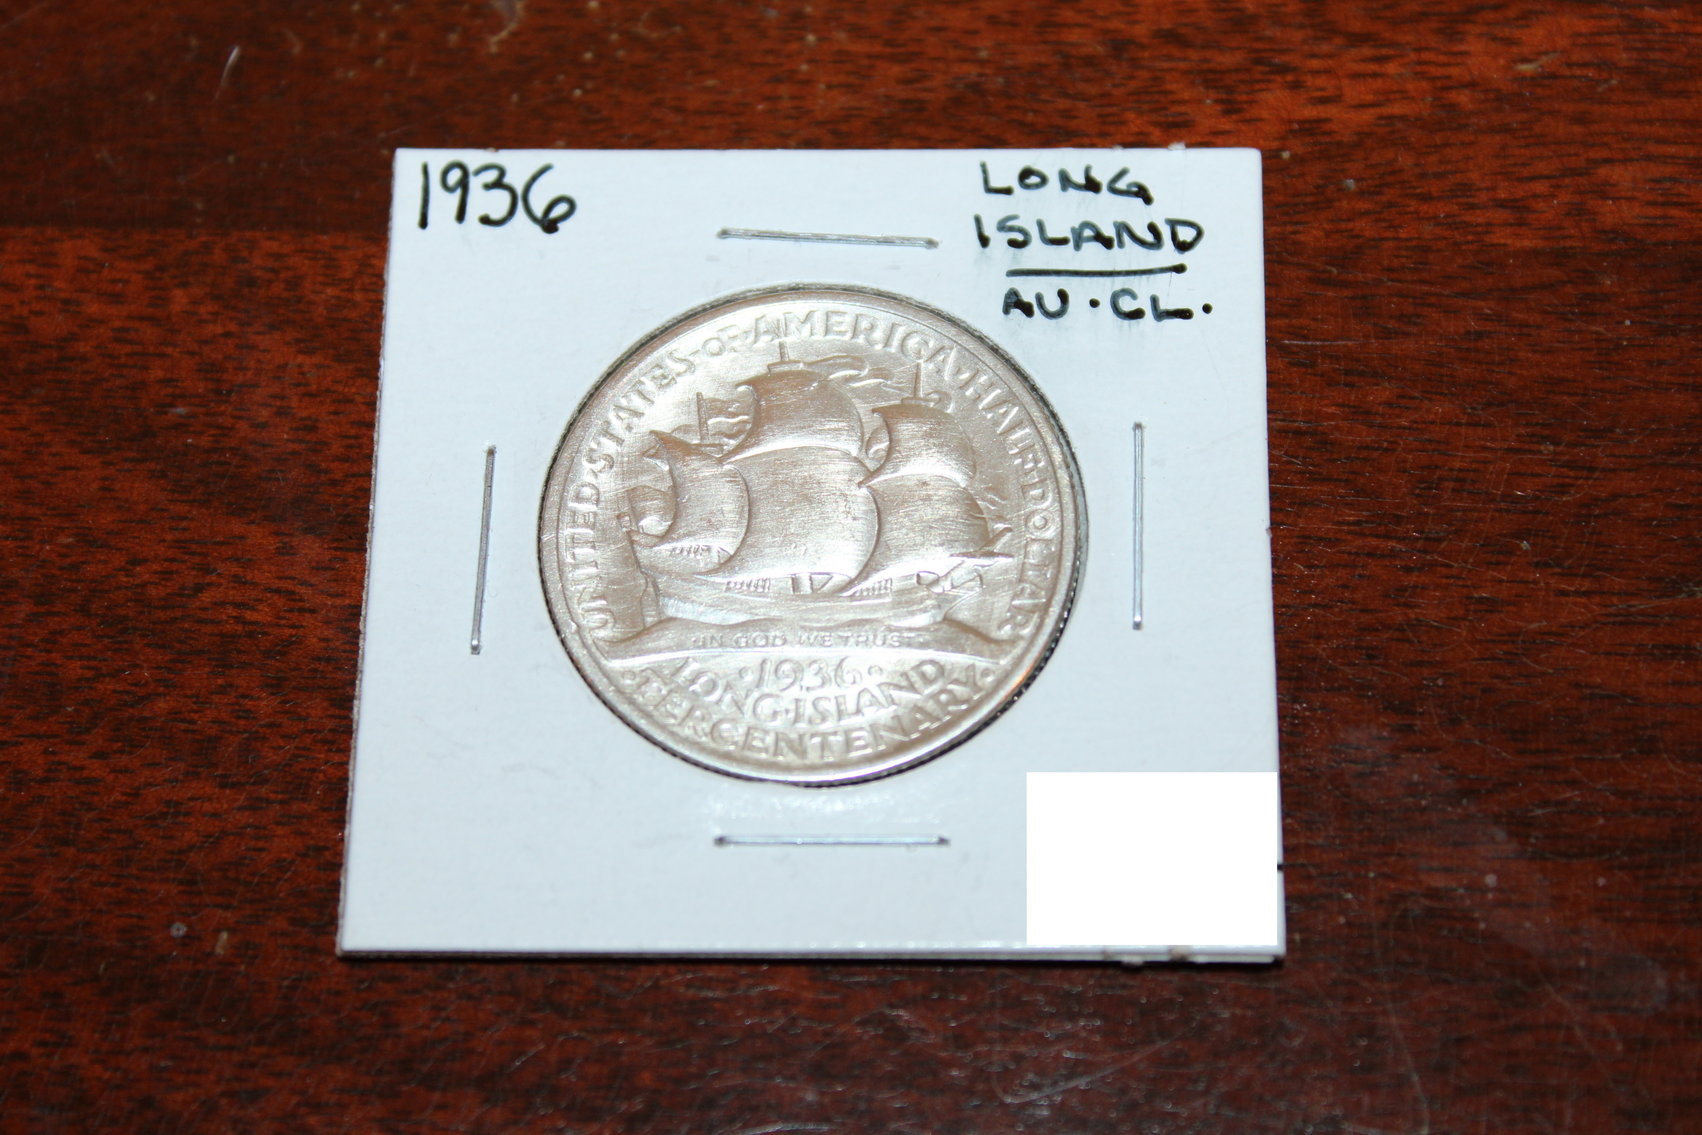 1936
LONG
ISLAND
AU·CL.
UNITED·STATES·OF·AMERICA·HALF·DOLLAR
IN GOD WE TRUST
·1936·
LONG·ISLAND
·TERCENTENARY·